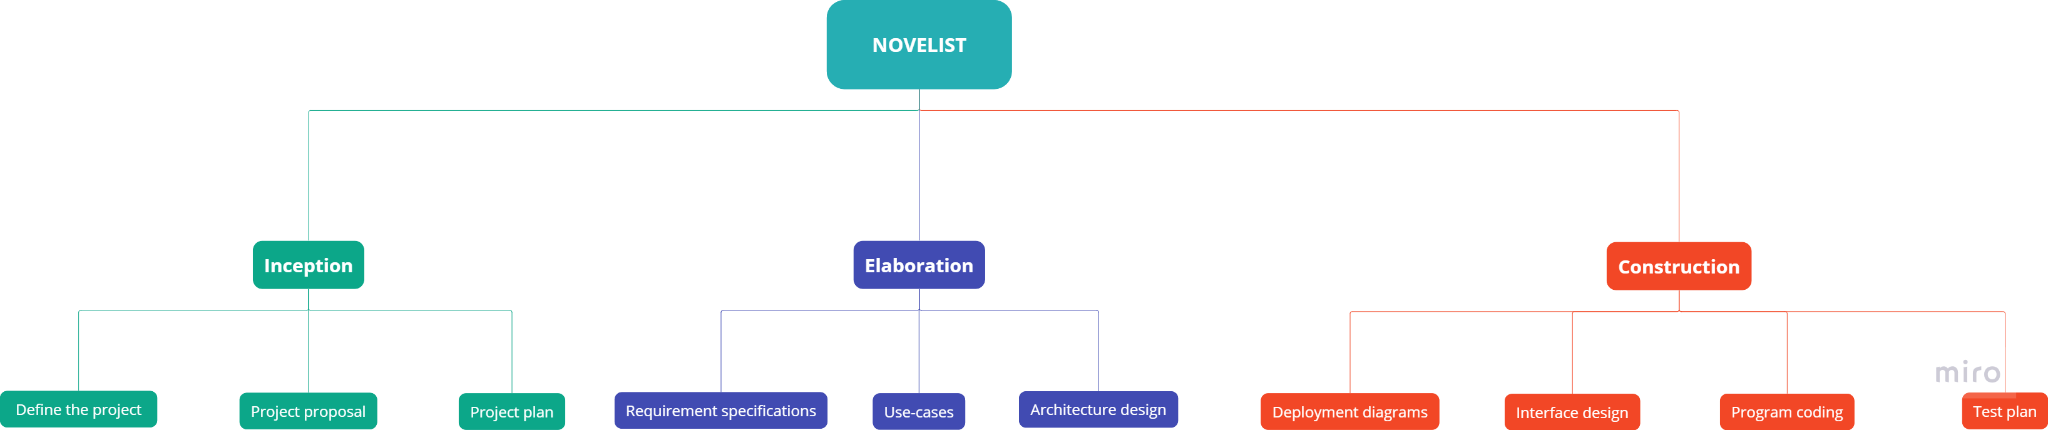 NOVELIST
Inception
Elaboration
Construction
miro
Define the project
Project proposal
Project plan
Requirement specifications
Use-cases
Architecture design
Deployment diagrams
Interface design
Program coding
Test plan